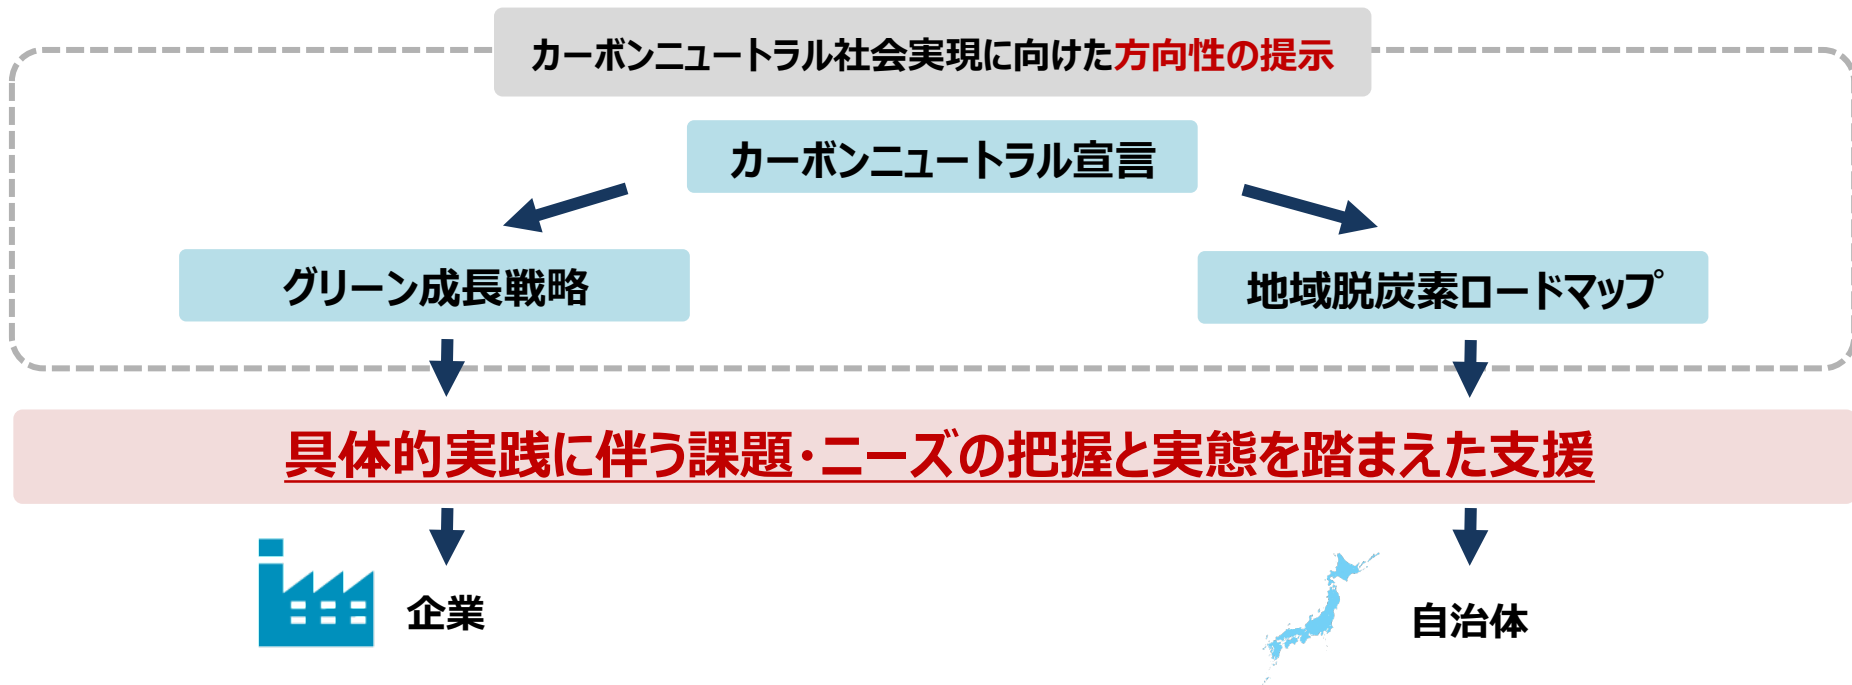 カーボンニュートラル社会実現に向けた方向性の提示
カーボンニュートラル宣言
グリーン成長戦略
地域脱炭素ロードマップ
具体的実践に伴う課題・ニーズの把握と実態を踏まえた支援
企業
自治体